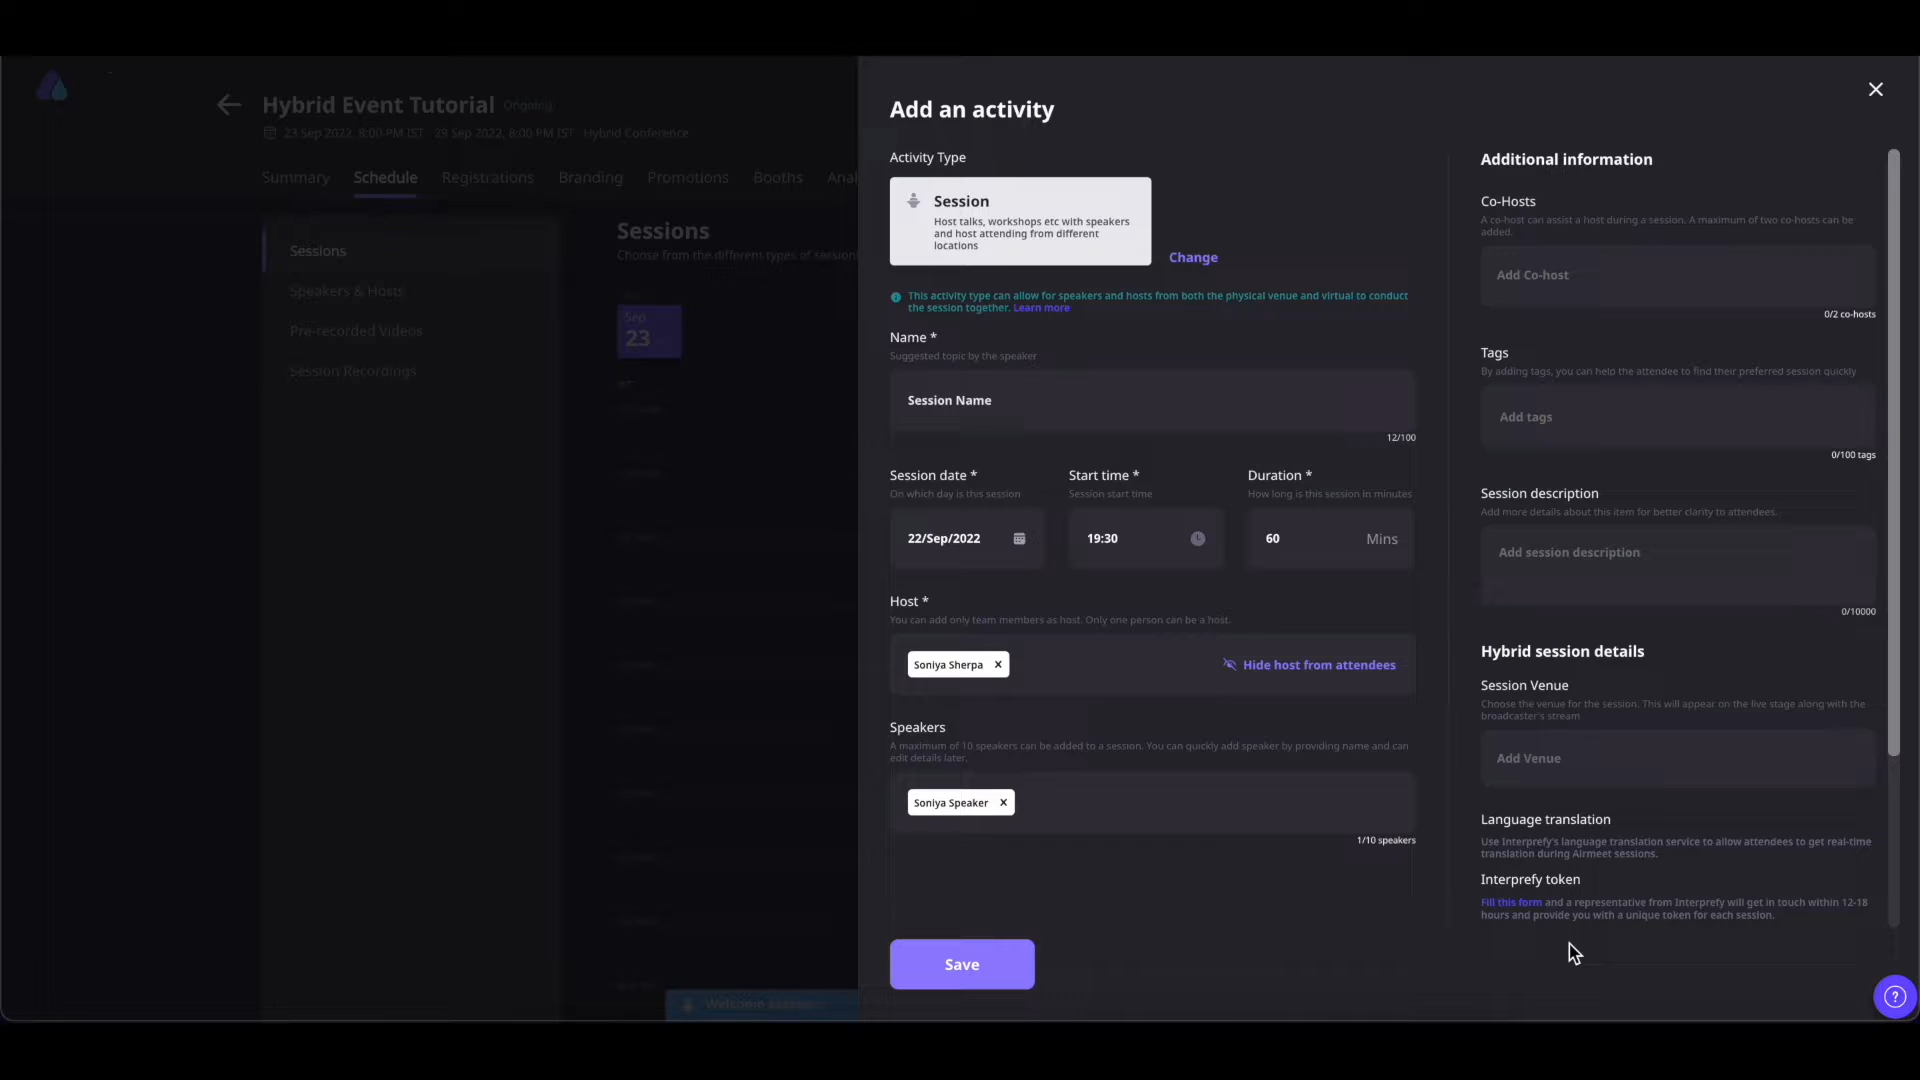 Hybrid Event Tutorial Ongoing
23 Sep 2022, 8:00 PM IST 29 Sep 2022, 8:00 PM IST Hybrid Conference
Summary Schedule Registrations Branding Promotions Booths Anal
Sessions
Speakers & Hosts
Pre-recorded Videos
Session Recordings
Sessions
Choose from the different types of session
Sep
23
Welcome
Add an activity
Activity Type
Session
Host talks, workshops etc with speakers
and host attending from different
locations
Change
This activity type can allow for speakers and hosts from both the physical venue and virtual to conduct
the session together. Learn more
Name *
Suggested topic by the speaker
Session Name
12/100
Session date * Start time * Duration *
On which day is this session Session start time How long is this session in minutes
22/Sep/2022 19:30 60 Mins
Host *
You can add only team members as host. Only one person can be a host.
Soniya Sherpa × Hide host from attendees
Speakers
A maximum of 10 speakers can be added to a session. You can quickly add speaker by providing name and can
edit details later.
Soniya Speaker ×
1/10 speakers
Save
Additional information
Co-Hosts
A co-host can assist a host during a session. A maximum of two co-hosts can be
added.
Add Co-host
0/2 co-hosts
Tags
By adding tags, you can help the attendee to find their preferred session quickly
Add tags
0/100 tags
Session description
Add more details about this item for better clarity to attendees.
Add session description
0/10000
Hybrid session details
Session Venue
Choose the venue for the session. This will appear on the live stage along with the
broadcaster's stream
Add Venue
Language translation
Use Interprefy's language translation service to allow attendees to get real-time
translation during Airmeet sessions.
Interprefy token
Fill this form and a representative from Interprefy will get in touch within 12-18
hours and provide you with a unique token for each session.
?